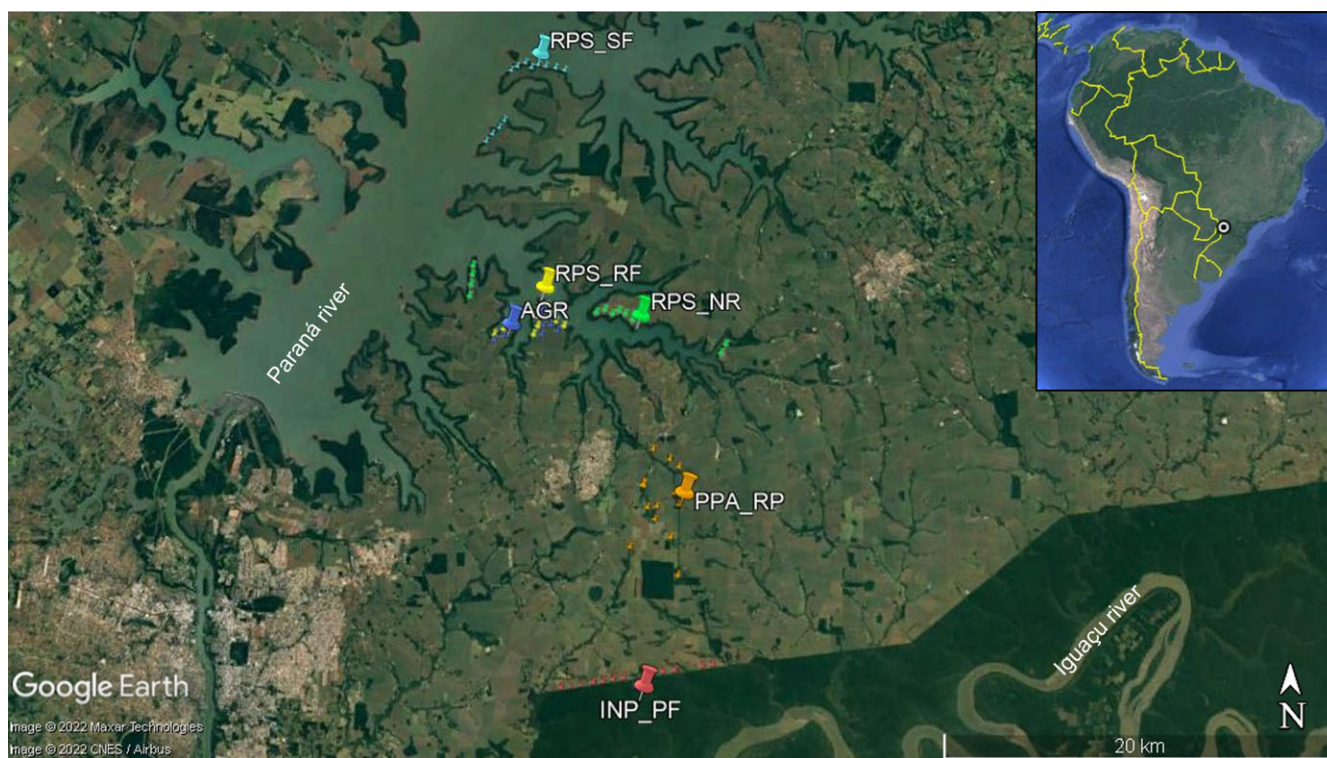 RPS_SF
RPS_RF
AGR
RPS_NR
Paraná river
PPA_RP
Iguaçu river
INP_PF
Google Earth
Image © 2022 Maxar Technologies
Image © 2022 CNES / Airbus
N
20 km